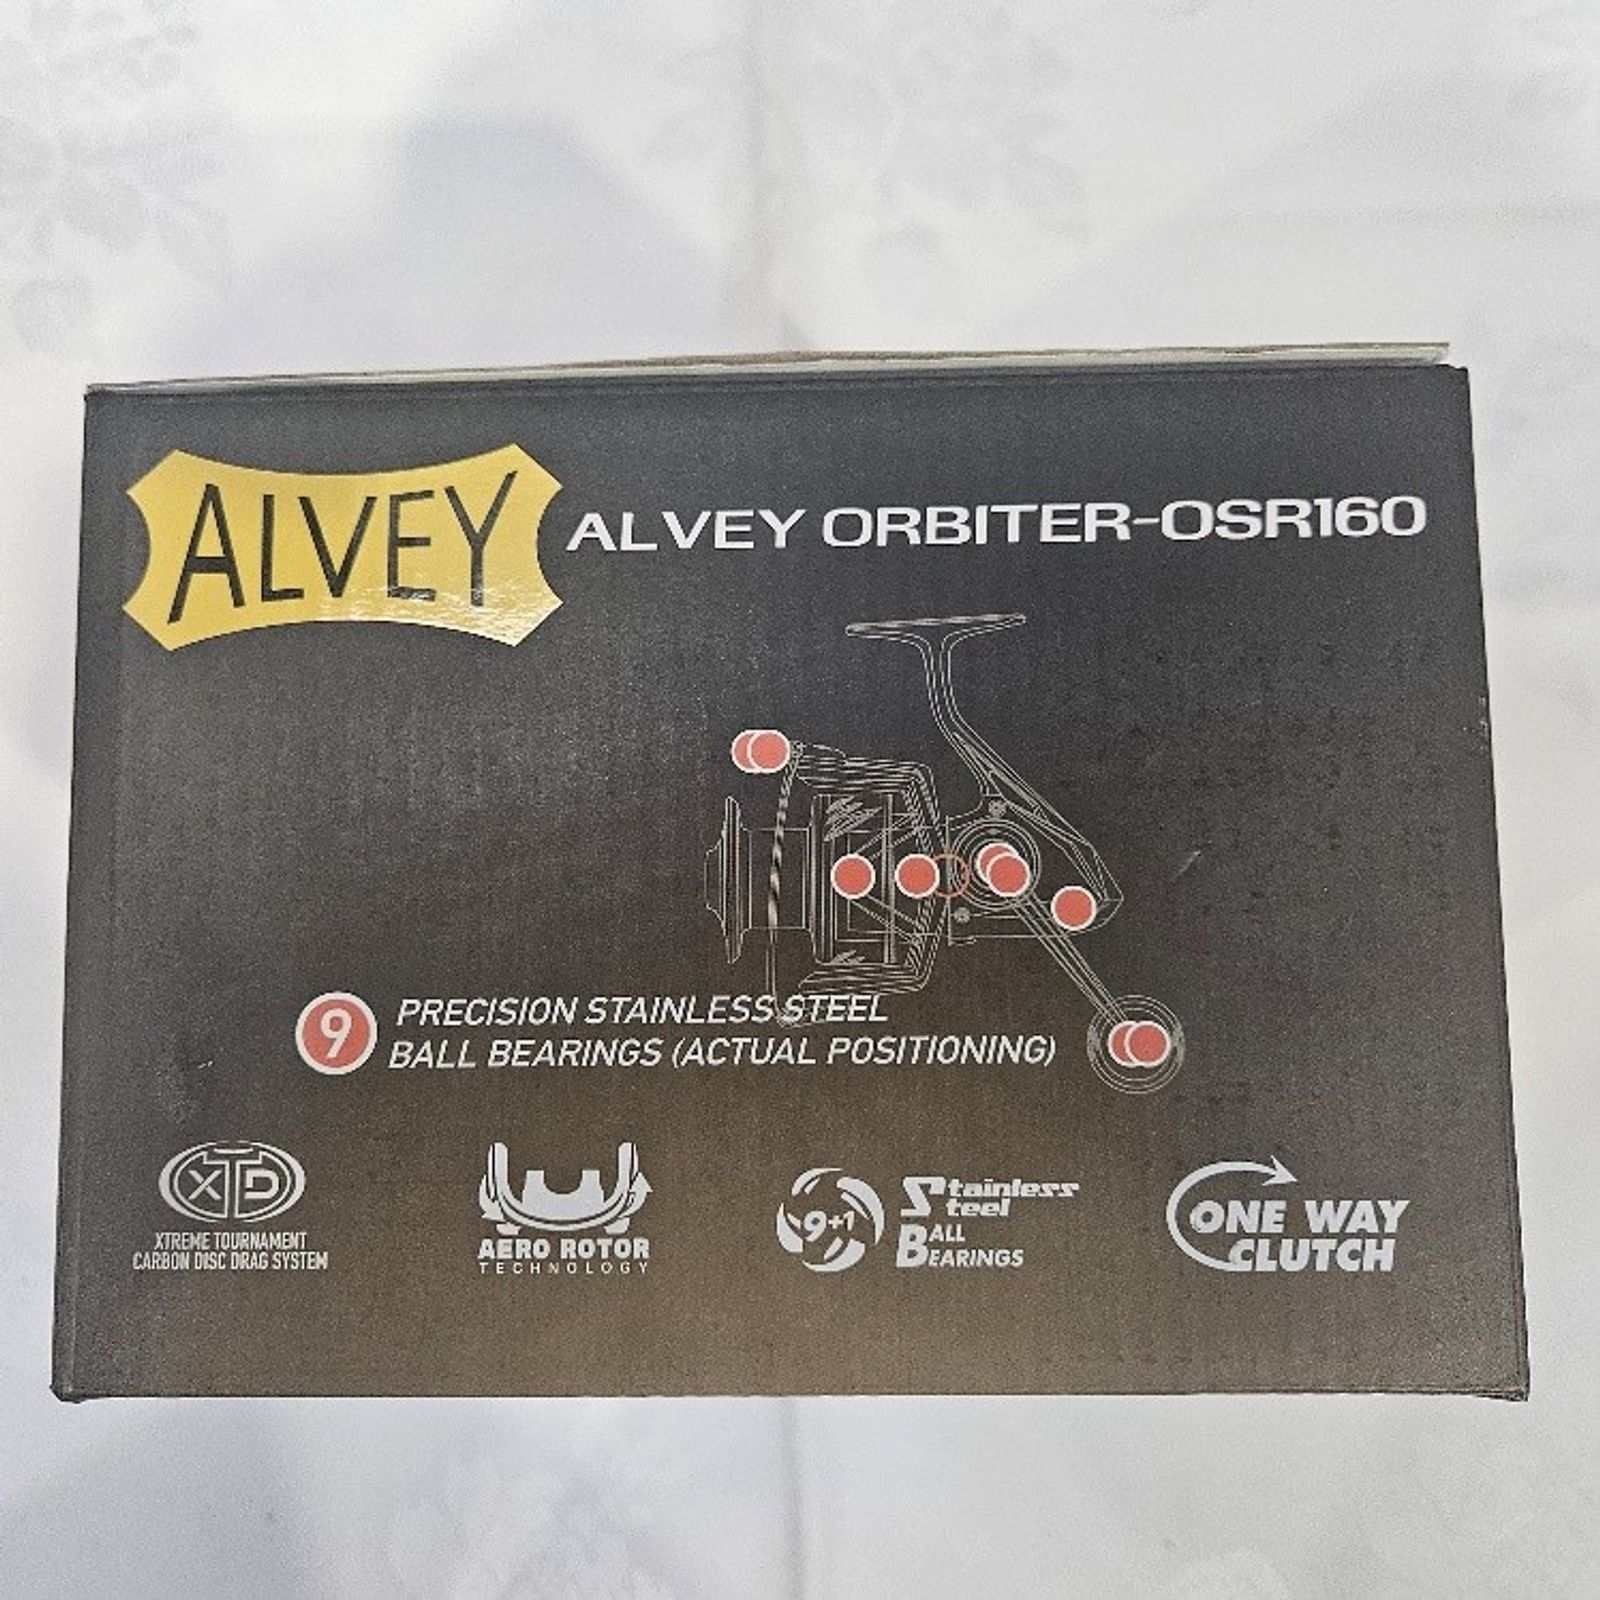 ALVEY
ALVEY ORBITER-OSR160
9
PRECISION STAINLESS STEEL
BALL BEARINGS (ACTUAL POSITIONING)
XTD
XTREME TOURNAMENT
CARBON DISC DRAG SYSTEM
AERO ROTOR
TECHNOLOGY
9+1
Stainless
Steel
BALL
BEARINGS
ONE WAY
CLUTCH